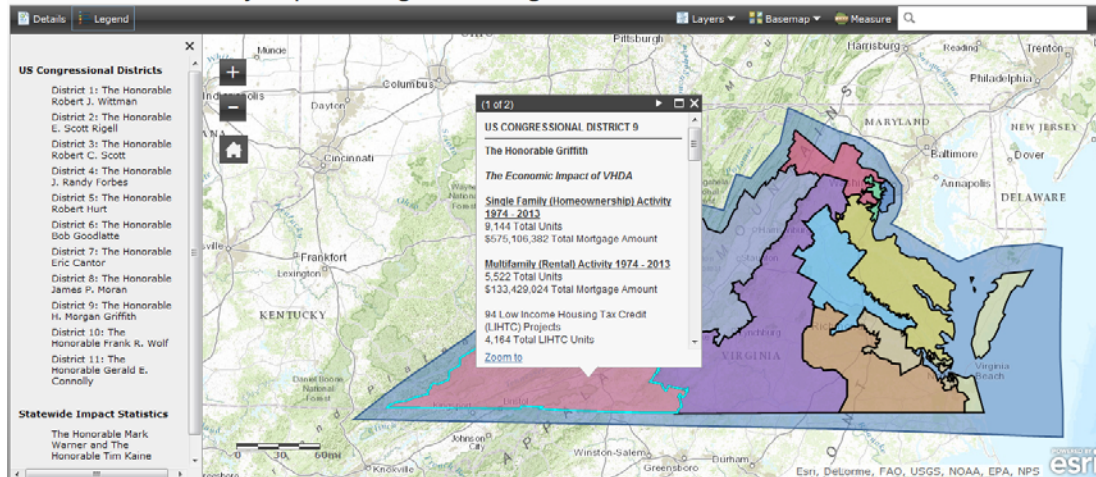 Details
Legend
Layers
Basemap
Measure
US Congressional Districts
District 1: The Honorable
Robert J. Wittman
District 2: The Honorable
E. Scott Rigell
District 3: The Honorable
Robert C. Scott
District 4: The Honorable
J. Randy Forbes
District 5: The Honorable
Robert Hurt
District 6: The Honorable
Bob Goodlatte
District 7: The Honorable
Eric Cantor
District 8: The Honorable
James P. Moran
District 9: The Honorable
H. Morgan Griffith
District 10: The
Honorable Frank R. Wolf
District 11: The
Honorable Gerald E.
Connolly
Statewide Impact Statistics
The Honorable Mark
Warner and The
Honorable Tim Kaine
(1 of 2)
US CONGRESSIONAL DISTRICT 9
The Honorable Griffith
The Economic Impact of VHDA
Single Family (Homeownership) Activity
1974 - 2013
9,144 Total Units
$575,106,382 Total Mortgage Amount
Multifamily (Rental) Activity 1974 - 2013
5,522 Total Units
$133,429,024 Total Mortgage Amount
94 Low Income Housing Tax Credit
(LIHTC) Projects
4,164 Total LIHTC Units
Zoom to
Pittsburgh
Harrisburg
Reading
Trenton
Muncie
Columbus
Philadelphia
Dayton
MARYLAND
NEW JERSEY
Cincinnati
Baltimore
Dover
Annapolis
DELAWARE
Frankfort
Lexington
KENTUCKY
VIRGINIA
Virginia
Beach
Daniel Boone
National
Forest
Johnson
City
Knoxville
Winston-Salem
Greensboro
Durham
0 30 60mi
Esri, DeLorme, FAO, USGS, NOAA, EPA, NPS
POWERED BY
esri